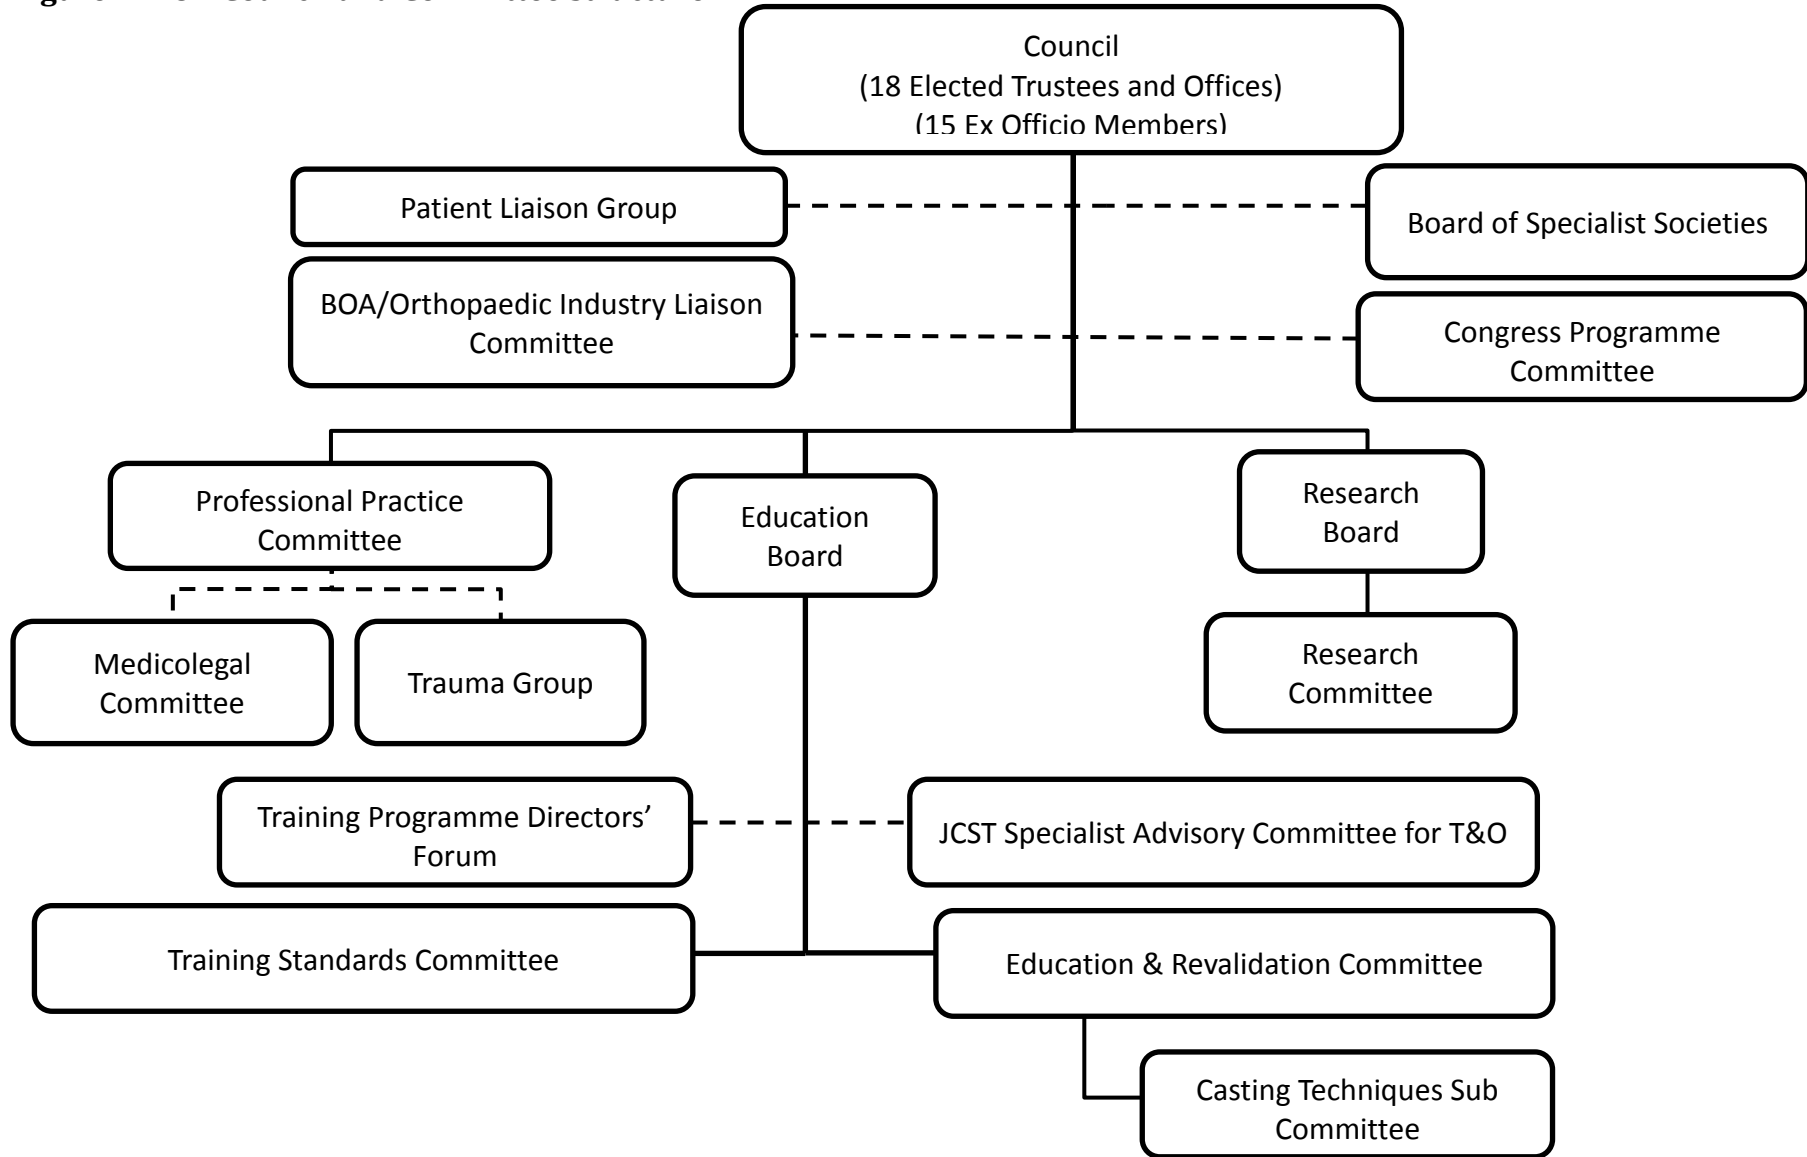 Council
(18 Elected Trustees and Offices)
(15 Ex Officio Members)
Patient Liaison Group
Board of Specialist Societies
BOA/Orthopaedic Industry Liaison
Committee
Congress Programme
Committee
Professional Practice
Committee
Education
Board
Research
Board
Medicolegal
Committee
Trauma Group
Research
Committee
Training Programme Directors’
Forum
JCST Specialist Advisory Committee for T&O
Training Standards Committee
Education & Revalidation Committee
Casting Techniques Sub
Committee